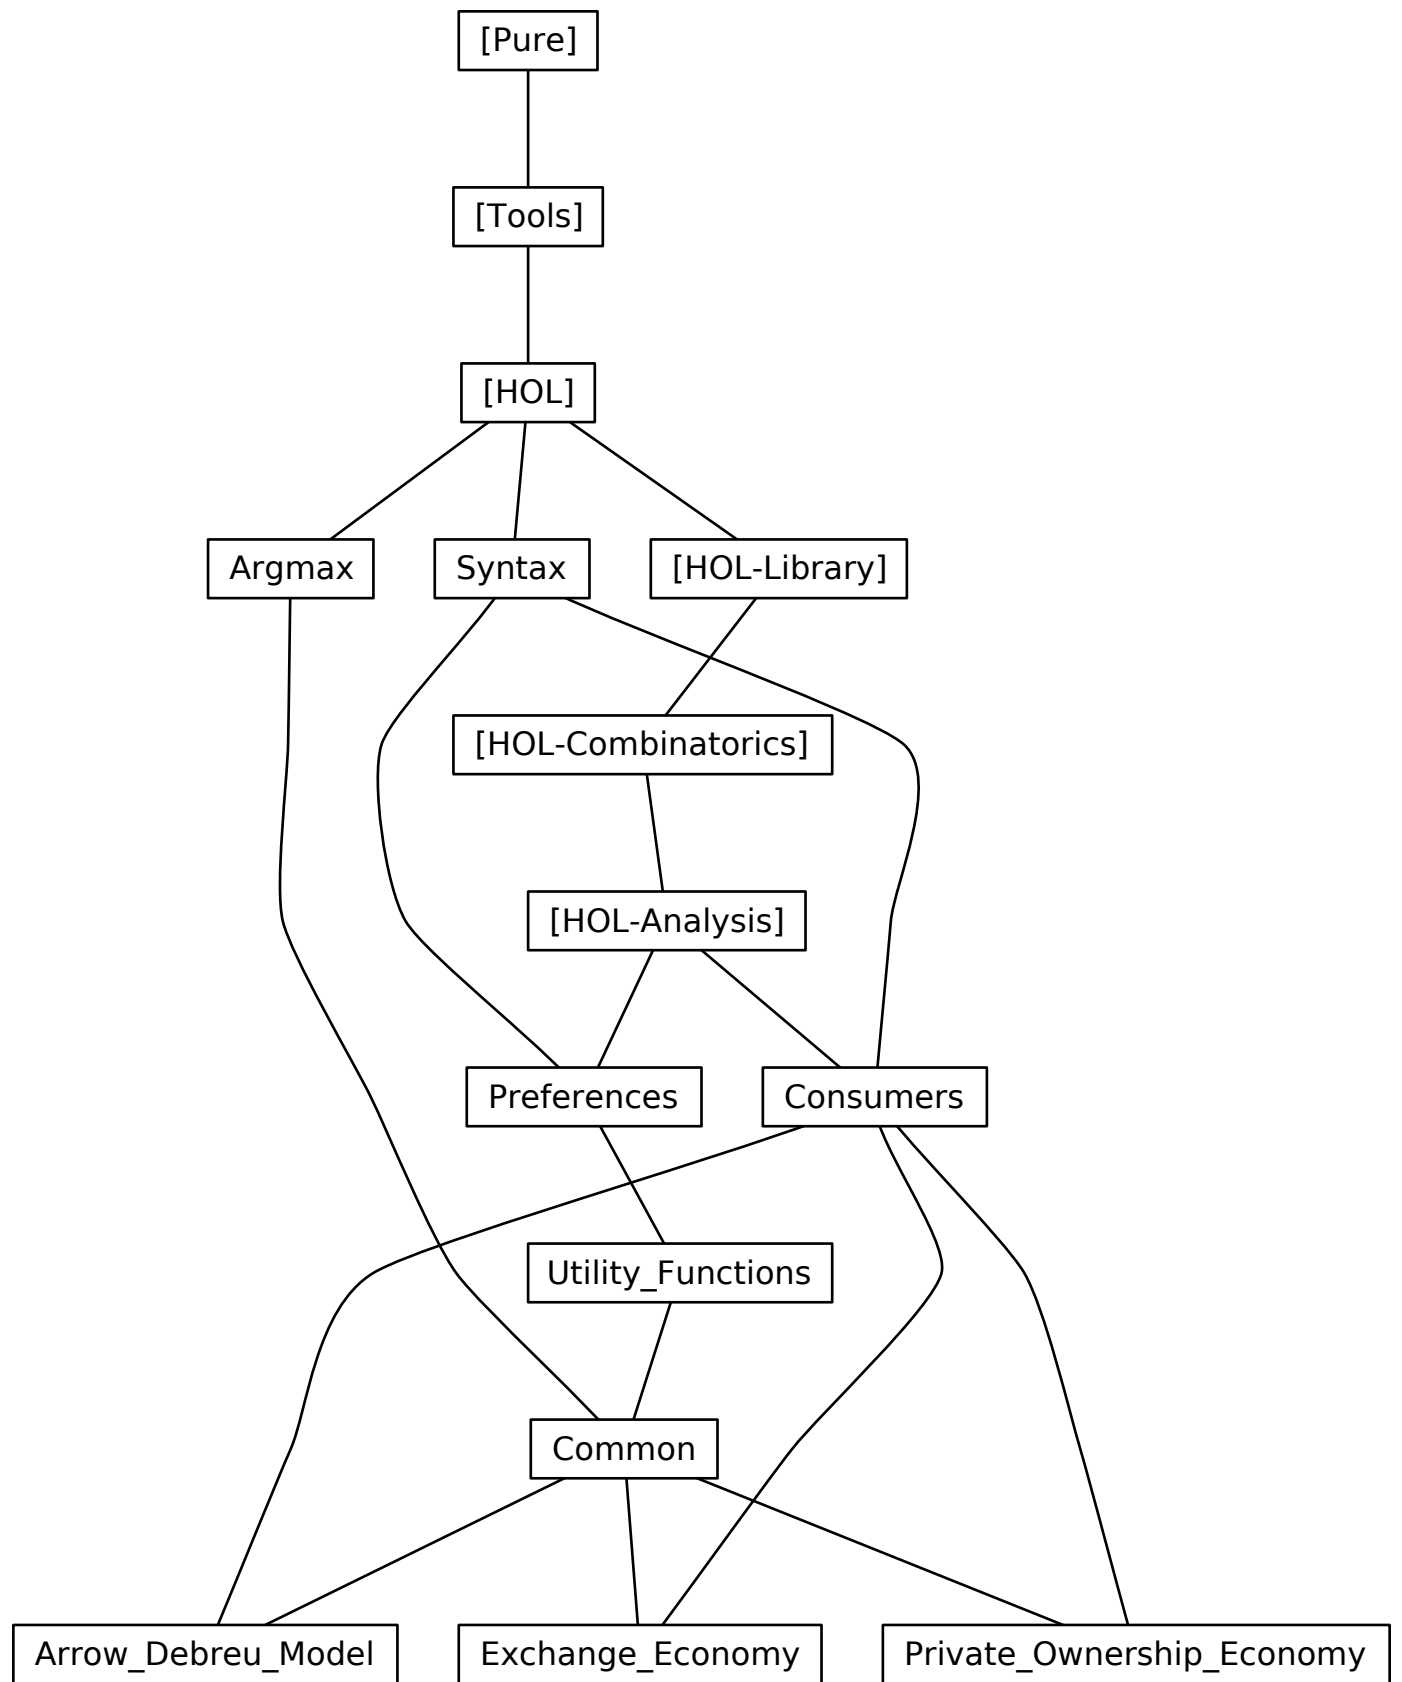 [Pure]
[Tools]
[HOL]
Argmax
Syntax
[HOL-Library]
[HOL-Combinatorics]
[HOL-Analysis]
Preferences
Consumers
Utility_Functions
Common
Arrow_Debreu_Model
Exchange_Economy
Private_Ownership_Economy